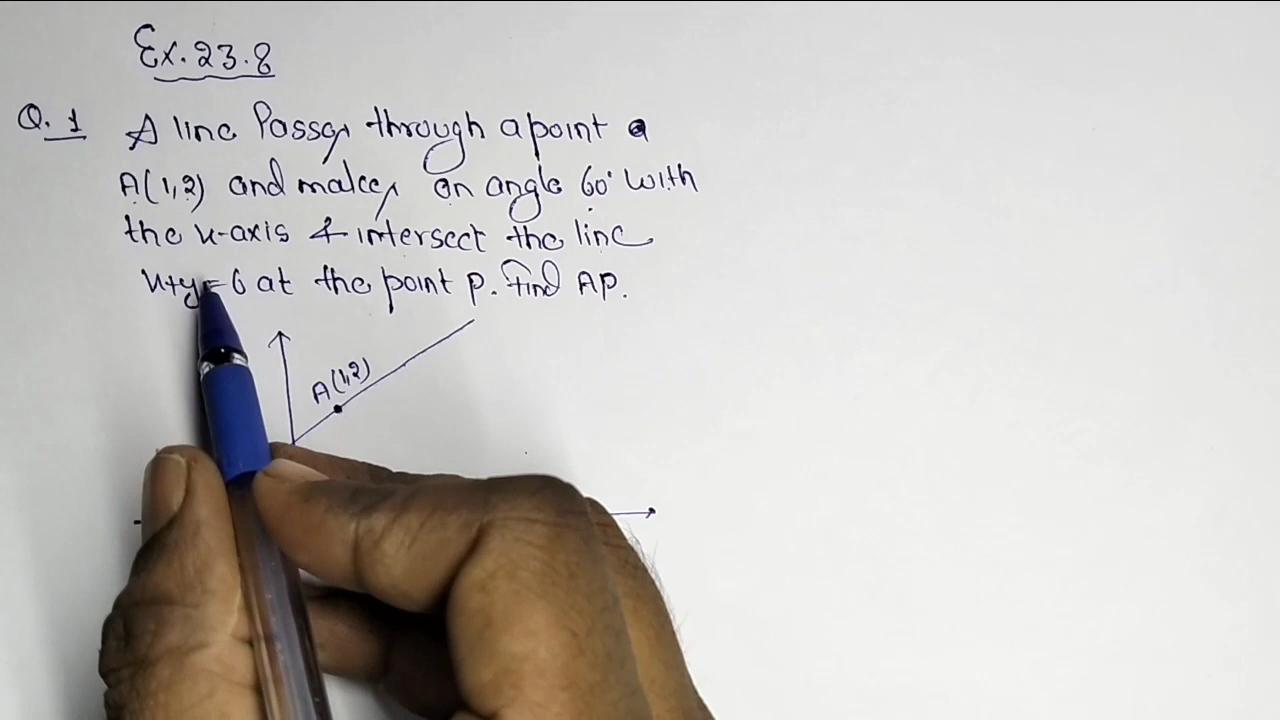 Ex. 23.8
Q. 1 A line Passes through a point a
A(1,2) and makes an angle 60° with
the x-axis & intersect the line
x+y=6 at the point P. find AP.
A(1,2)